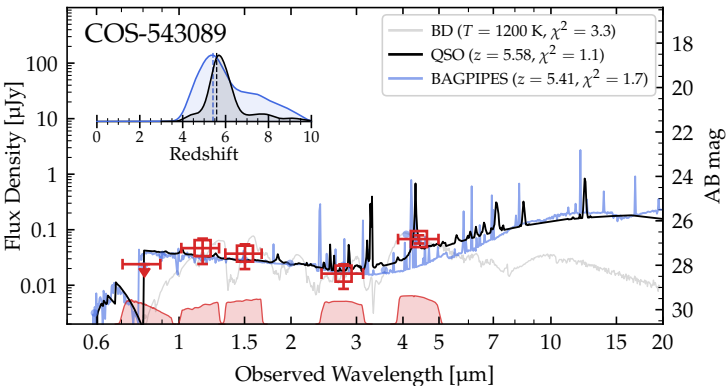 COS-543089
BD (T = 1200 K, χ² = 3.3)
QSO (z = 5.58, χ² = 1.1)
BAGPIPES (z = 5.41, χ² = 1.7)
Flux Density [μJy]
100
10
1
0.1
0.01
0 2 4 6 8 10
Redshift
18
20
22
24
26
28
30
AB mag
0.6 1 2 3 4 5 10 15 20
Observed Wavelength [μm]